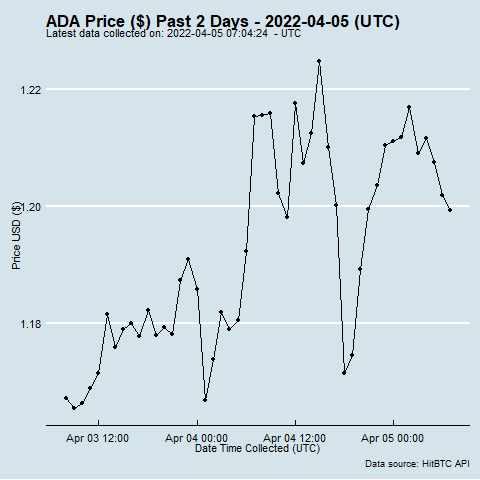 ADA Price ($) Past 2 Days - 2022-04-05 (UTC)
Latest data collected on: 2022-04-05 07:04:24 - UTC
1.22
1.20
1.18
Price USD ($)
Apr 03 12:00
Apr 04 00:00
Apr 04 12:00
Apr 05 00:00
Date Time Collected (UTC)
Data source: HitBTC API